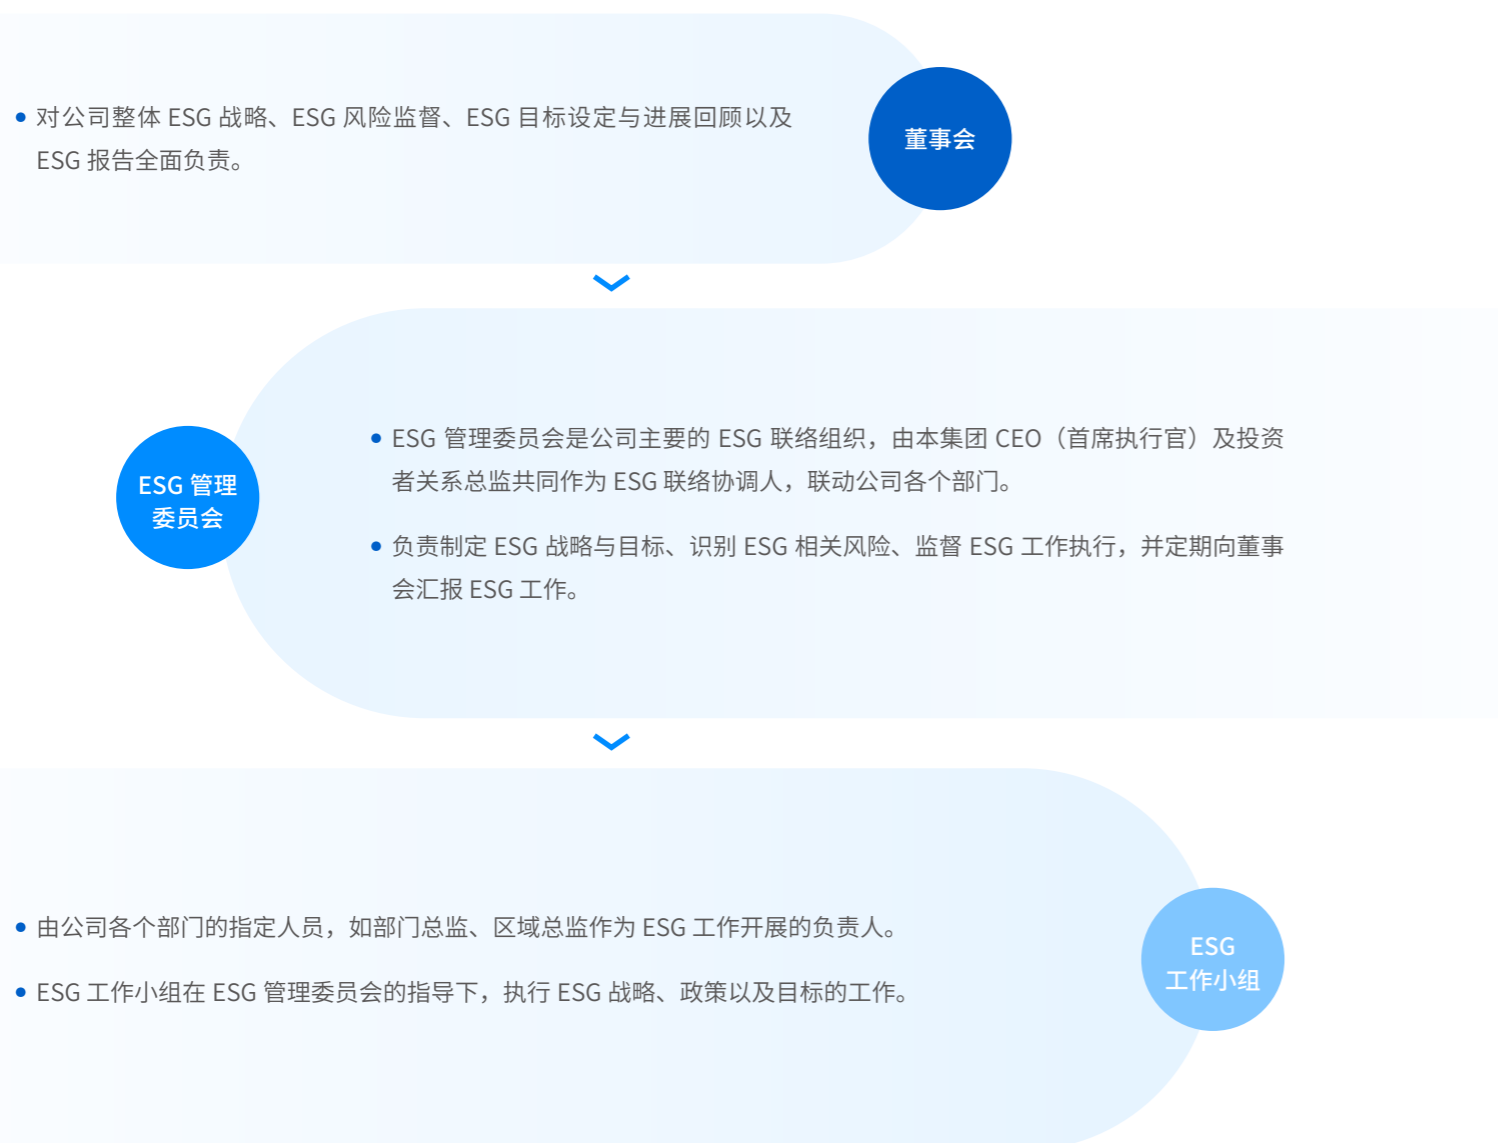 对公司整体 ESG 战略、ESG 风险监督、ESG 目标设定与进展回顾以及
ESG 报告全面负责。
董事会
ESG 管理
委员会
ESG 管理委员会是公司主要的 ESG 联络组织，由本集团 CEO（首席执行官）及投资
者关系总监共同作为 ESG 联络协调人，联动公司各个部门。
负责制定 ESG 战略与目标、识别 ESG 相关风险、监督 ESG 工作执行，并定期向董事
会汇报 ESG 工作。
由公司各个部门的指定人员，如部门总监、区域总监作为 ESG 工作开展的负责人。
ESG 工作小组在 ESG 管理委员会的指导下，执行 ESG 战略、政策以及目标的工作。
ESG
工作小组